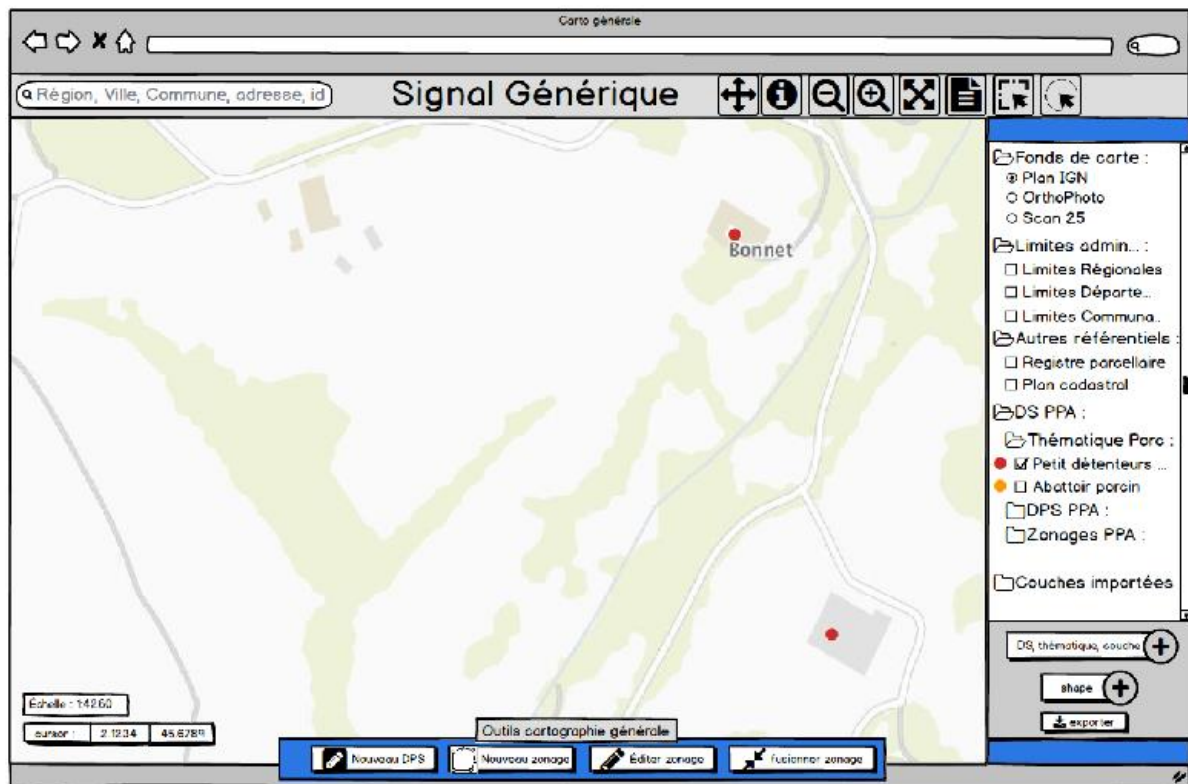 Carto générale
Région, Ville, Commune, adresse, id
Signal Générique
Fonds de carte :
Plan IGN
OrthoPhoto
Scan 25
Limites admin... :
Limites Régionales
Limites Départe...
Limites Communa..
Autres référentiels :
Registre parcellaire
Plan cadastral
DS PPA :
Thématique Porc :
Petit détenteurs ...
Abattoir porcin
DPS PPA :
Zonages PPA :
Couches importées
Bonnet
DS, thématique, couche
shape
exporter
Échelle : 1:4260
cursor : 2.1234 45.6789
Outils cartographie générale
Nouveau DPS
Nouveau zonage
Éditer zonage
fusionner zonage